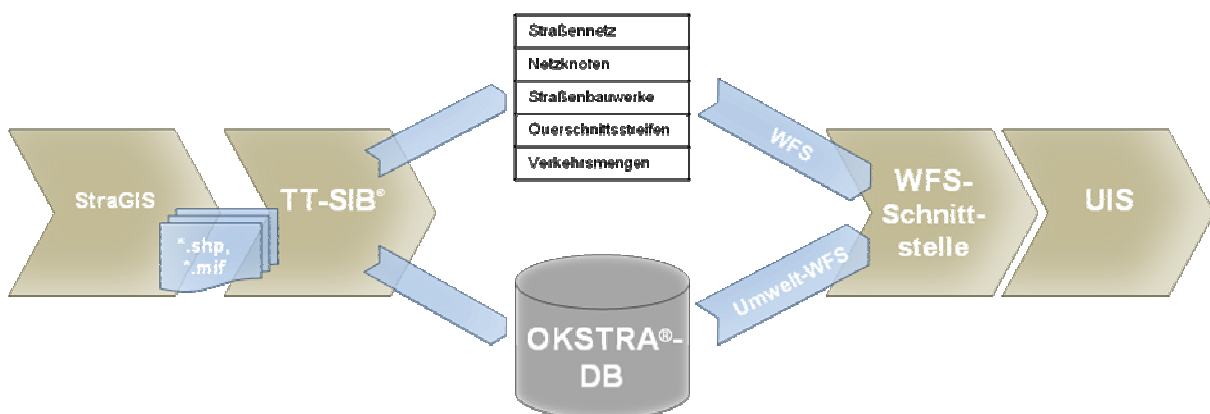 StraGIS
*.shp,
*.mif
TT-SIB®
Straßennetz
Netzknoten
Straßenbauwerke
Querschnittsstreifen
Verkehrsmengen
OKSTRA®-
DB
WFS
Umwelt-WFS
WFS-
Schnitt-
stelle
UIS